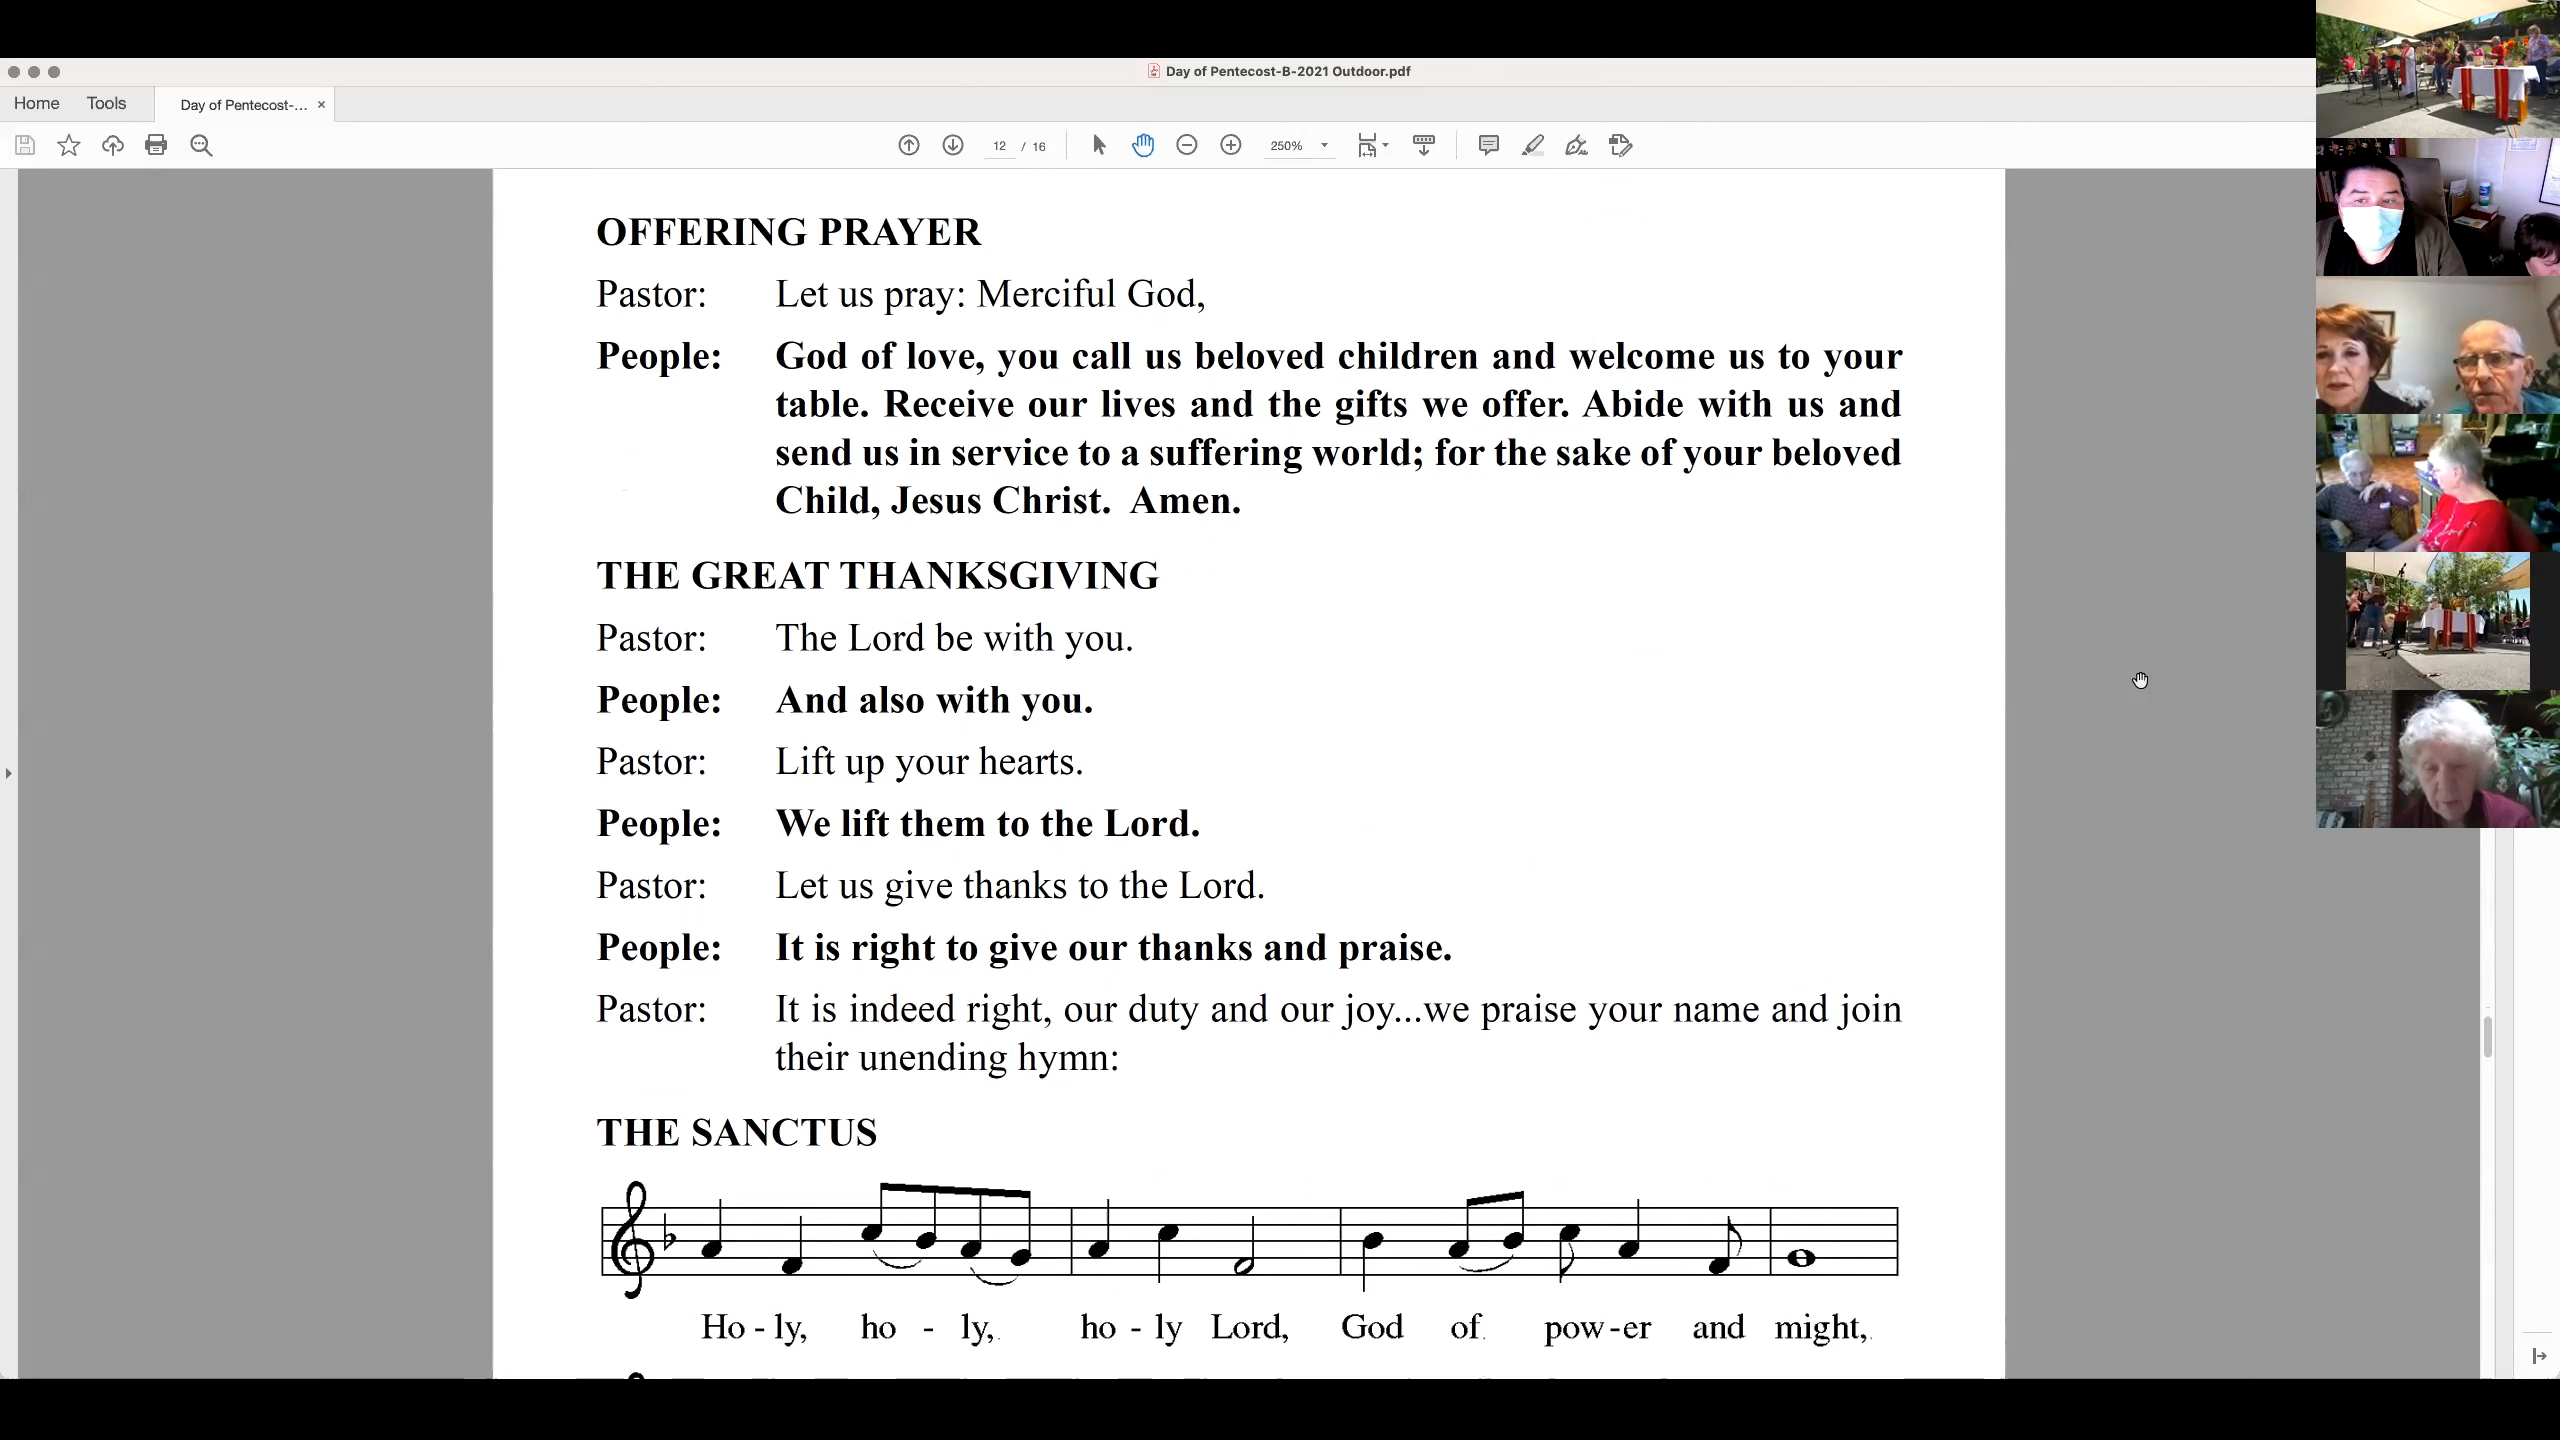 Day of Pentecost-B-2021 Outdoor.pdf
Home Tools Day of Pentecost-... ×
12 / 16 250%
OFFERING PRAYER
Pastor: Let us pray: Merciful God,
People: God of love, you call us beloved children and welcome us to your
table. Receive our lives and the gifts we offer. Abide with us and
send us in service to a suffering world; for the sake of your beloved
Child, Jesus Christ. Amen.
THE GREAT THANKSGIVING
Pastor: The Lord be with you.
People: And also with you.
Pastor: Lift up your hearts.
People: We lift them to the Lord.
Pastor: Let us give thanks to the Lord.
People: It is right to give our thanks and praise.
Pastor: It is indeed right, our duty and our joy...we praise your name and join
their unending hymn:
THE SANCTUS
Ho - ly, ho - ly, ho - ly Lord, God of pow - er and might,